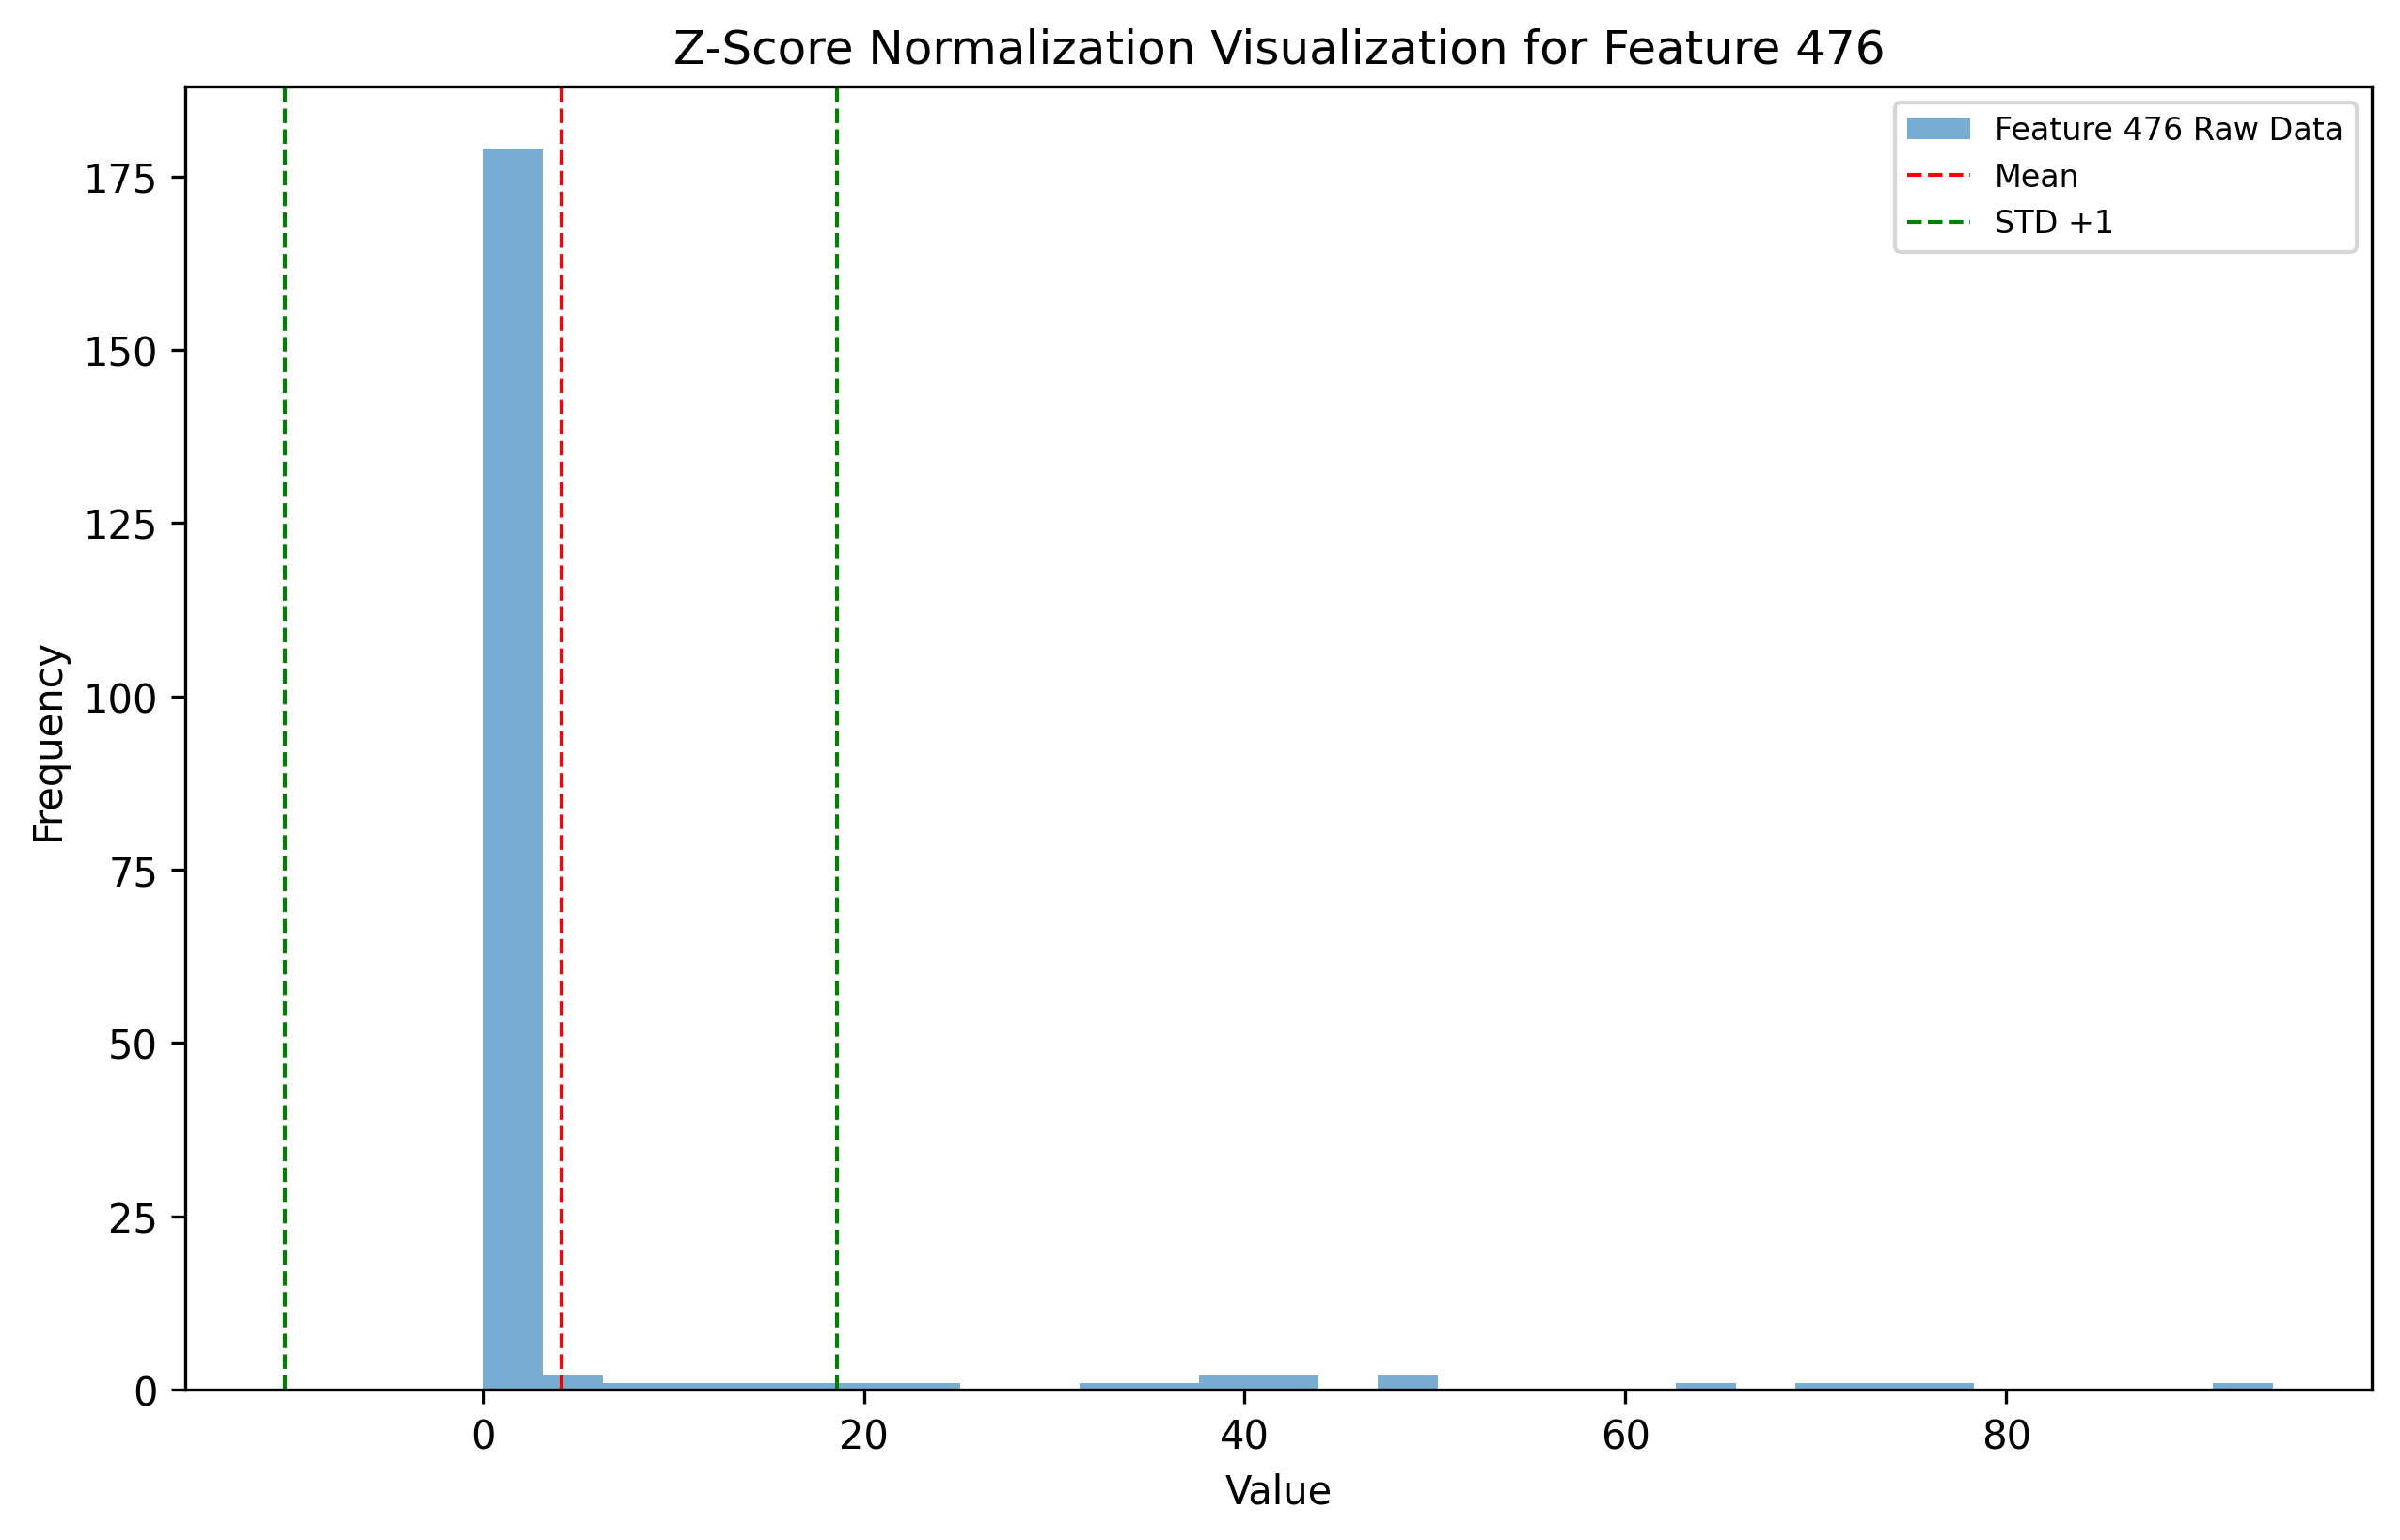 Z-Score Normalization Visualization for Feature 476
Feature 476 Raw Data
Mean
STD +1
Frequency
175
150
125
100
75
50
25
0
0 20 40 60 80
Value